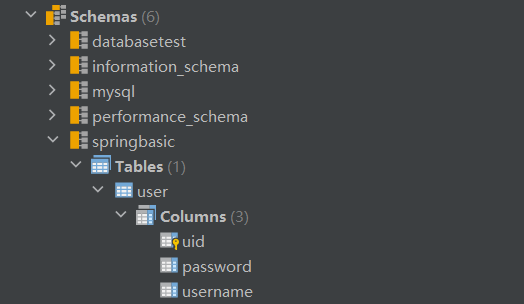 Schemas (6)
databasetest
information_schema
mysql
performance_schema
springbasic
Tables (1)
user
Columns (3)
uid
password
username